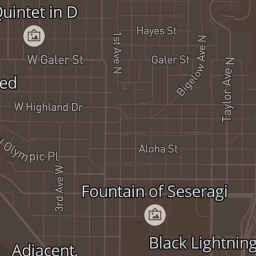 Quintet in D
Hayes St
W Galer St
1st Ave N
Galer St
Bigelow Ave N
Taylor Ave N
W Highland Dr
Olympic Pl
3rd Ave W
Aloha St
Fountain of Seseragi
Black Lightning
Adjacent,